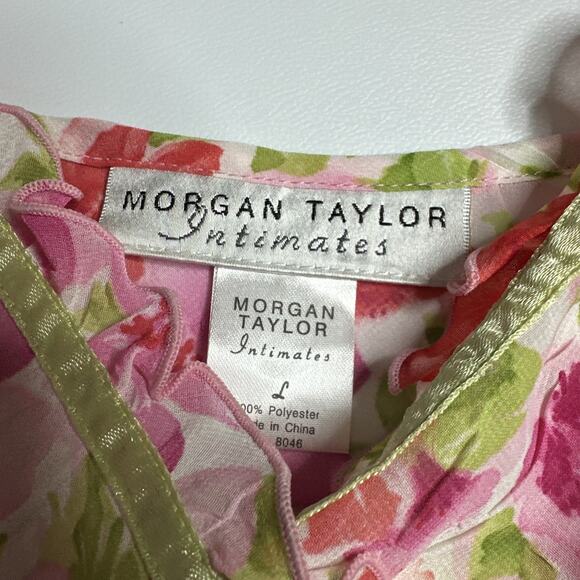 MORGAN TAYLOR
Intimates
MORGAN
TAYLOR
Intimates
L
00% Polyester
de in China
8046